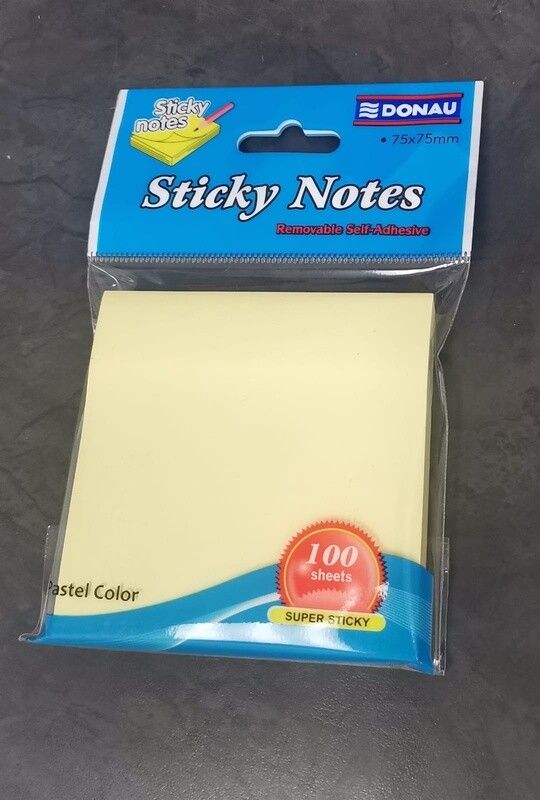 Sticky
notes
DONAU
• 75x75mm
Sticky Notes
Removable Self-Adhesive
100
sheets
Pastel Color
SUPER STICKY